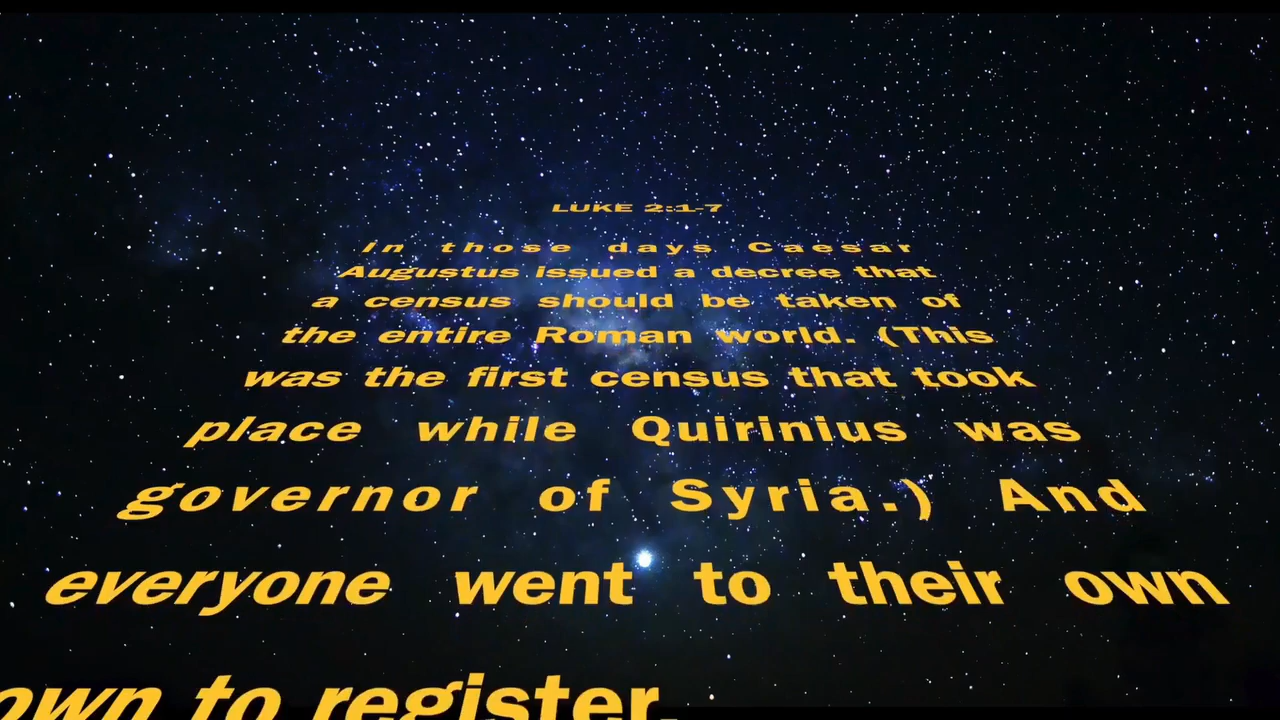 LUKE 2:1-7
In those days Caesar
Augustus issued a decree that
a census should be taken of
the entire Roman world. (This
was the first census that took
place while Quirinius was
governor of Syria.) And
everyone went to their own
own to register.